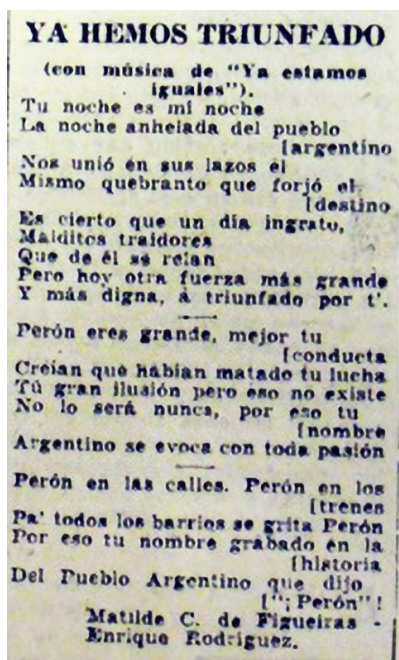 YA HEMOS TRIUNFADO
(con música de "Ya estamos
iguales").
Tu noche es mi noche
La noche anhelada del pueblo
[argentino
Nos unió en sus lazos el
Mismo quebranto que forjó el
[destino
Es cierto que un día ingrato,
Malditos traidores
Que de él se reían
Pero hoy otra fuerza más grande
Y más digna, a triunfado por t'.
Perón eres grande, mejor tu
[conducta
Creían que habían matado tu lucha
Tú gran ilusión pero eso no existe
No lo será nunca, por eso tu
[nombre
Argentino se evoca con toda pasión
Perón en las calles. Perón en los
[trenes
Pa' todos los barrios se grita Perón
Por eso tu nombre grabado en la
[historia
Del Pueblo Argentino que dijo
["¡Perón"!
Matilde C. de Figueiras -
Enrique Rodríguez.